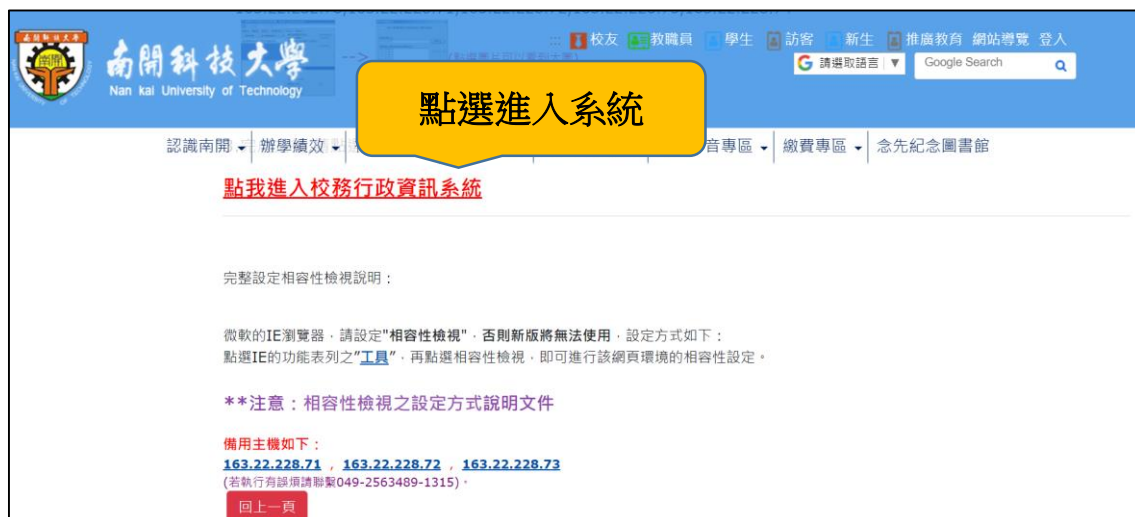 南開科技大學
Nan kai University of Technology
::: 校友 教職員 學生 訪客 新生 推廣教育 網站導覽 登入
請選取語言 ▼ Google Search
點選進入系統
認識南開 辦學績效 音專區 繳費專區 念先紀念圖書館
點我進入校務行政資訊系統
完整設定相容性檢視說明：
微軟的IE瀏覽器，請設定"相容性檢視"，否則新版將無法使用，設定方式如下：
點選IE的功能表列之"工具"，再點選相容性檢視，即可進行該網頁環境的相容性設定。
**注意：相容性檢視之設定方式說明文件
備用主機如下：
163.22.228.71 , 163.22.228.72 , 163.22.228.73
(若執行有誤煩請聯繫049-2563489-1315)。
回上一頁